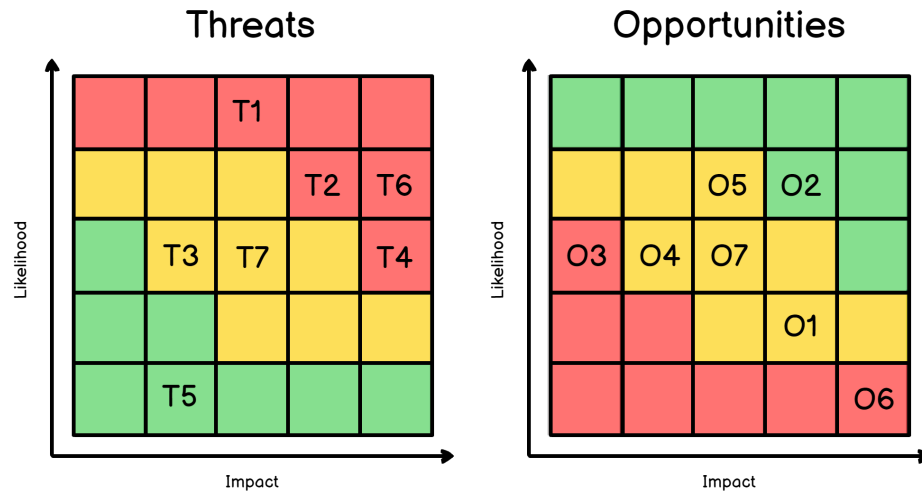 Threats
Opportunities
T1
T2 T6
O5 O2
T3 T7 T4
O3 O4 O7
O1
T5
O6
Likelihood
Likelihood
Impact
Impact